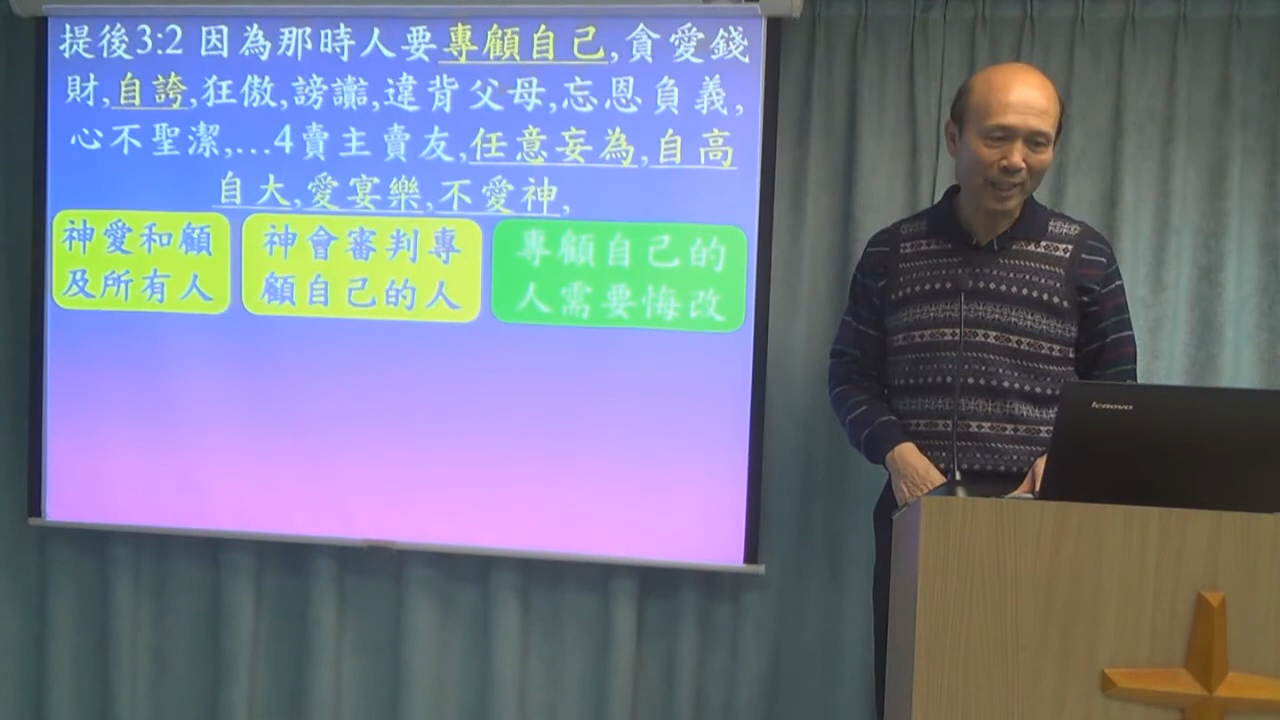 提後3:2 因為那時人要專顧自己,貪愛錢
財,自誇,狂傲,謗讟,違背父母,忘恩負義,
心不聖潔,...4賣主賣友,任意妄為,自高
自大,愛宴樂,不愛神,
神愛和顧
及所有人
神會審判專
顧自己的人
專顧自己的
人需要悔改
lenovo